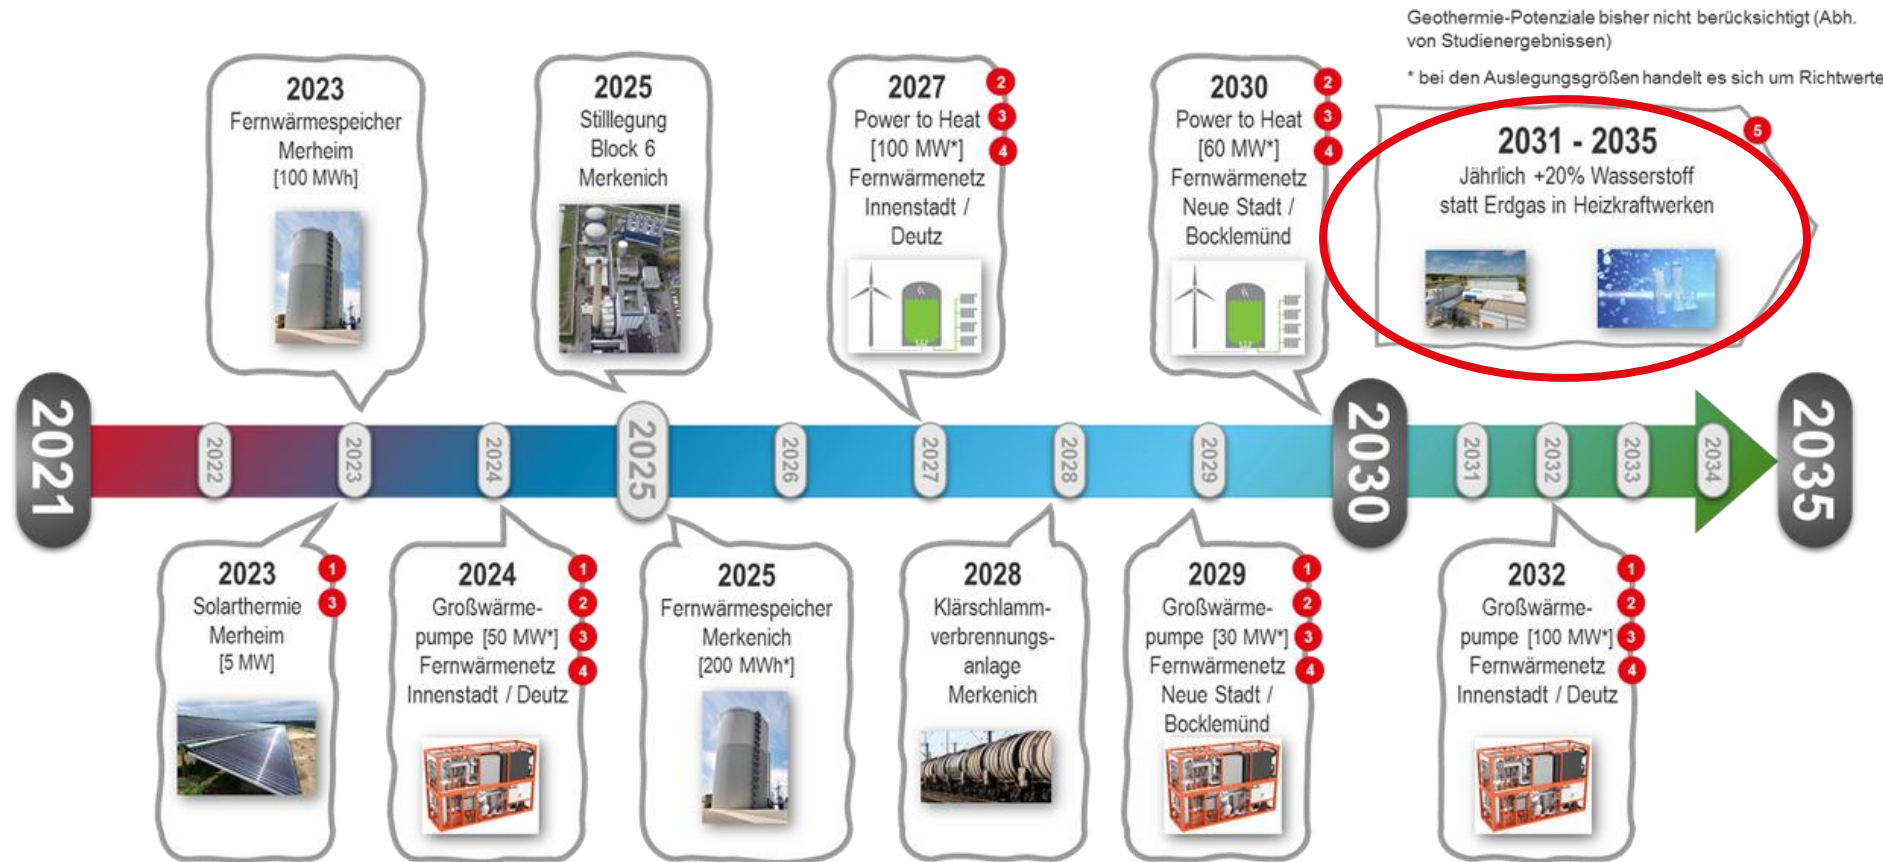 Geothermie-Potenziale bisher nicht berücksichtigt (Abh.
von Studienergebnissen)
* bei den Auslegungsgrößen handelt es sich um Richtwerte
2023
Fernwärmespeicher
Merheim
[100 MWh]
2025
Stilllegung
Block 6
Merkenich
2027
Power to Heat
[100 MW*]
Fernwärmenetz
Innenstadt /
Deutz
2
3
4
2030
Power to Heat
[60 MW*]
Fernwärmenetz
Neue Stadt /
Bocklemünd
2
3
4
2031 - 2035
Jährlich +20% Wasserstoff
statt Erdgas in Heizkraftwerken
5
2021
2022
2023
2024
2025
2026
2027
2028
2029
2030
2031
2032
2033
2034
2035
2023
Solarthermie
Merheim
[5 MW]
1
3
2024
Großwärme-
pumpe [50 MW*]
Fernwärmenetz
Innenstadt / Deutz
1
2
3
4
2025
Fernwärmespeicher
Merkenich
[200 MWh*]
2028
Klärschlamm-
verbrennungs-
anlage
Merkenich
2029
Großwärme-
pumpe [30 MW*]
Fernwärmenetz
Neue Stadt /
Bocklemünd
1
2
3
4
2032
Großwärme-
pumpe [100 MW*]
Fernwärmenetz
Innenstadt / Deutz
1
2
3
4